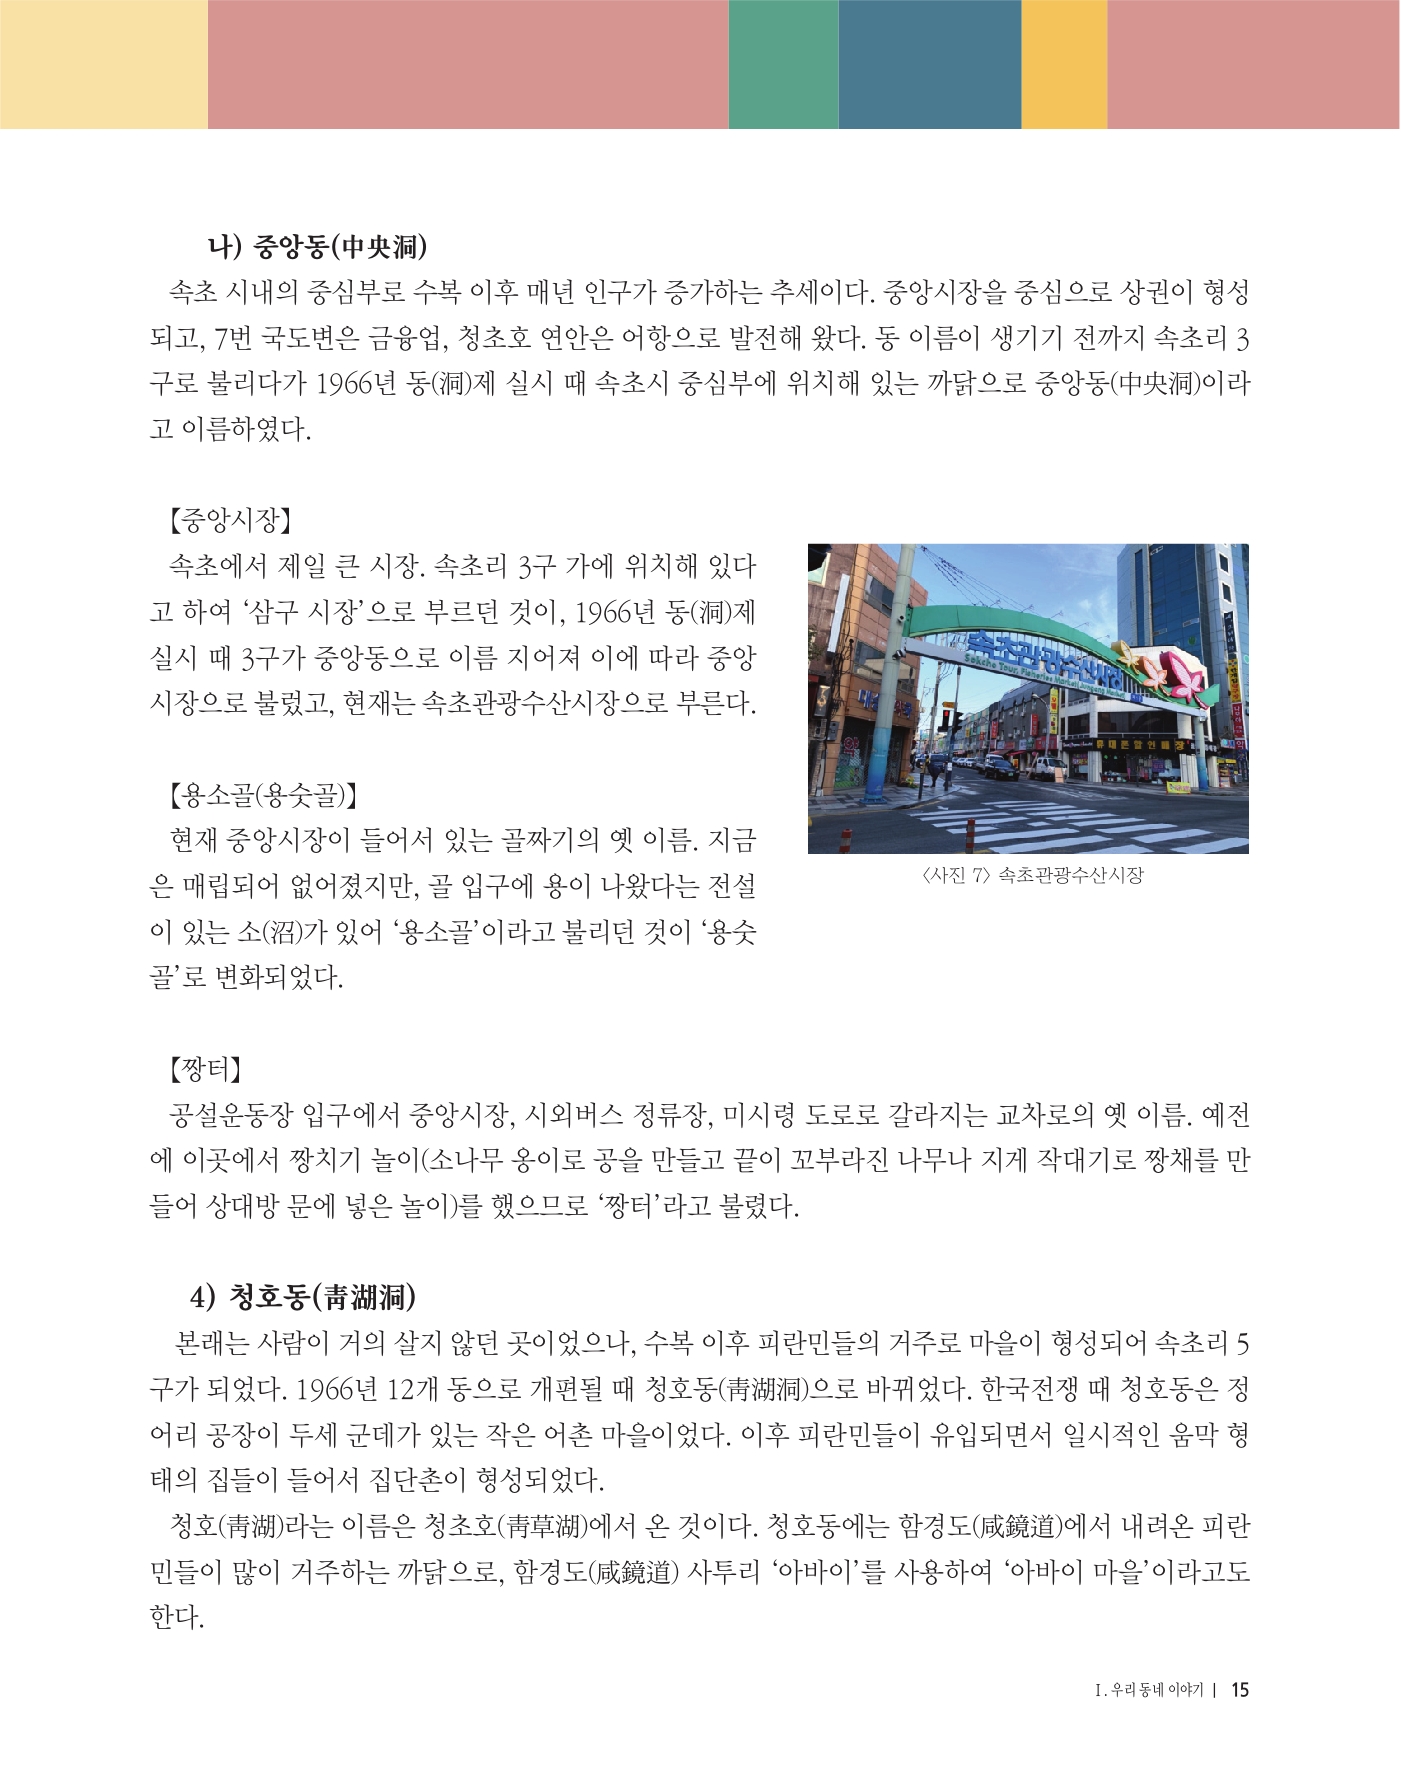 나) 중앙동(中央洞)
속초 시내의 중심부로 수복 이후 매년 인구가 증가하는 추세이다. 중앙시장을 중심으로 상권이 형성
되고, 7번 국도변은 금융업, 청초호 연안은 어항으로 발전해 왔다. 동 이름이 생기기 전까지 속초리 3
구로 불리다가 1966년 동(洞)제 실시 때 속초시 중심부에 위치해 있는 까닭으로 중앙동(中央洞)이라
고 이름하였다.
【중앙시장】
속초에서 제일 큰 시장. 속초리 3구 가에 위치해 있다
고 하여 ‘삼구 시장’으로 부르던 것이, 1966년 동(洞)제
실시 때 3구가 중앙동으로 이름 지어져 이에 따라 중앙
시장으로 불렀고, 현재는 속초관광수산시장으로 부른다.
속초관광수산시장
Sokcho Tour, Fisheries Market(Jungang Market)
휴대폰할인매장
〈사진 7〉 속초관광수산시장
【용소골(용숫골)】
현재 중앙시장이 들어서 있는 골짜기의 옛 이름. 지금
은 매립되어 없어졌지만, 골 입구에 용이 나왔다는 전설
이 있는 소(沼)가 있어 ‘용소골’이라고 불리던 것이 ‘용숫
골’로 변화되었다.
【짱터】
공설운동장 입구에서 중앙시장, 시외버스 정류장, 미시령 도로로 갈라지는 교차로의 옛 이름. 예전
에 이곳에서 짱치기 놀이(소나무 옹이로 공을 만들고 끝이 꼬부라진 나무나 지게 작대기로 짱채를 만
들어 상대방 문에 넣은 놀이)를 했으므로 ‘짱터’라고 불렸다.
4) 청호동(靑湖洞)
본래는 사람이 거의 살지 않던 곳이었으나, 수복 이후 피란민들의 거주로 마을이 형성되어 속초리 5
구가 되었다. 1966년 12개 동으로 개편될 때 청호동(靑湖洞)으로 바뀌었다. 한국전쟁 때 청호동은 정
어리 공장이 두세 군데가 있는 작은 어촌 마을이었다. 이후 피란민들이 유입되면서 일시적인 움막 형
태의 집들이 들어서 집단촌이 형성되었다.
청호(靑湖)라는 이름은 청초호(靑草湖)에서 온 것이다. 청호동에는 함경도(咸鏡道)에서 내려온 피란
민들이 많이 거주하는 까닭으로, 함경도(咸鏡道) 사투리 ‘아바이’를 사용하여 ‘아바이 마을’이라고도
한다.
Ⅰ. 우리 동네 이야기 | 15